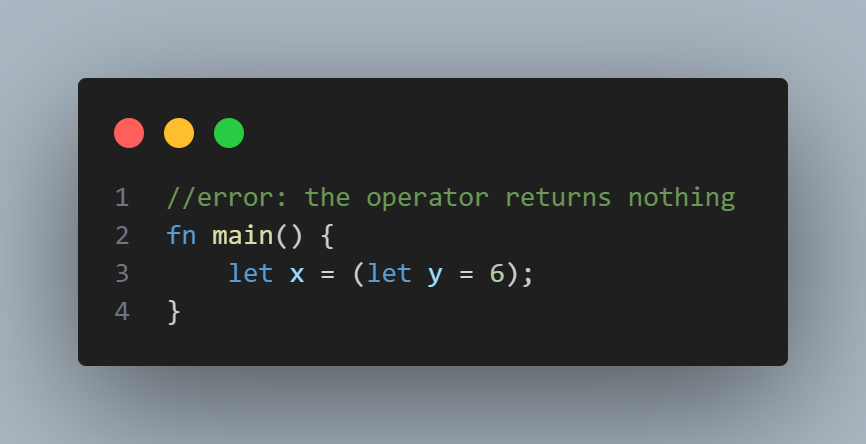 1 //error: the operator returns nothing
2 fn main() {
3     let x = (let y = 6);
4 }